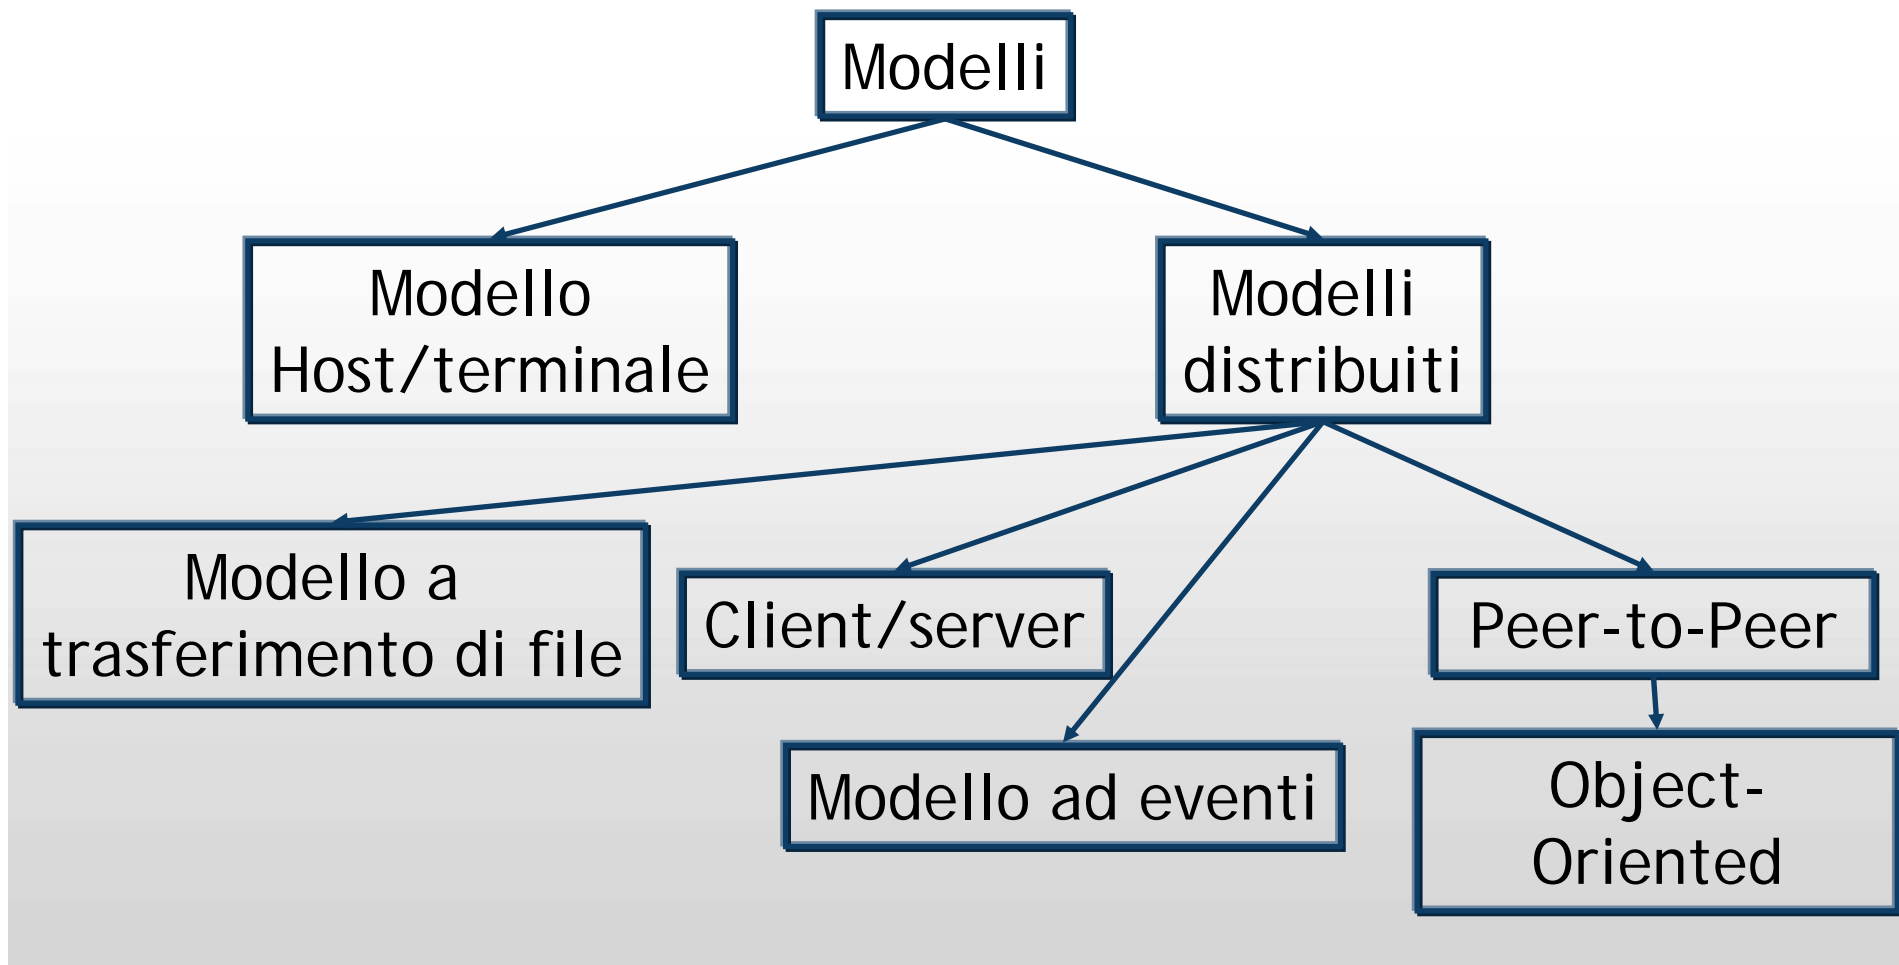 Modelli
Modello
Host/terminale
Modelli
distribuiti
Modello a
trasferimento di file
Client/server
Peer-to-Peer
Modello ad eventi
Object-
Oriented